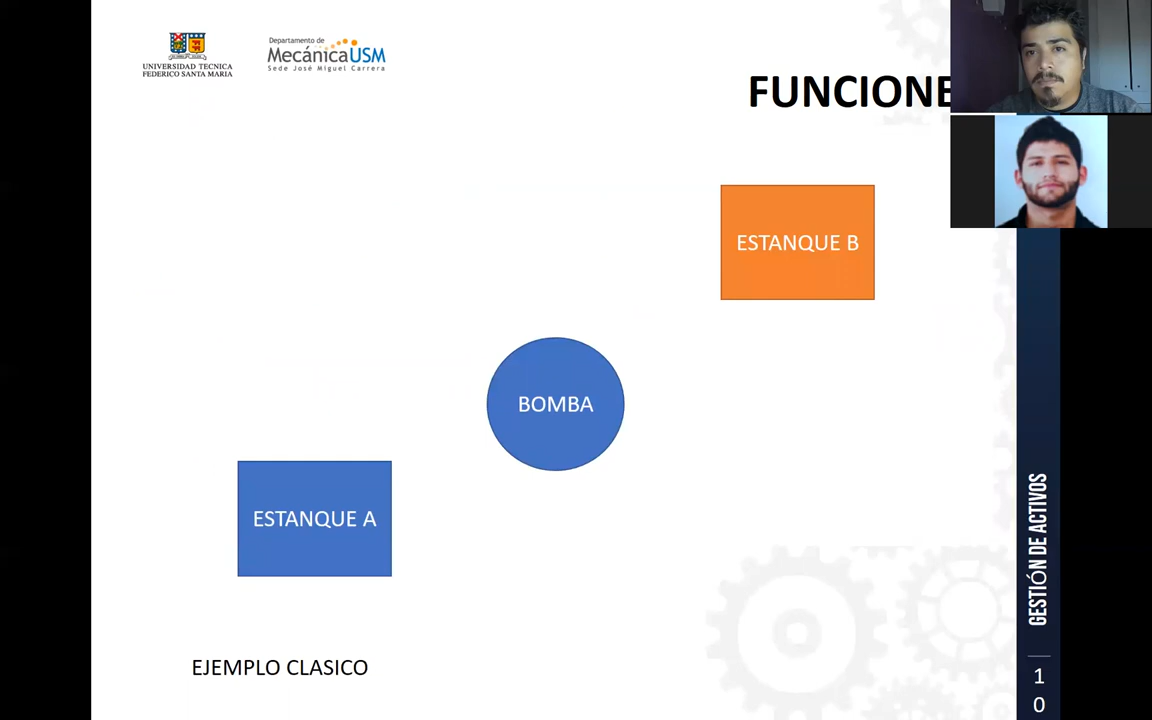 UNIVERSIDAD TECNICA
FEDERICO SANTA MARIA
Departamento de
MecánicaUSM
Sede José Miguel Carrera
FUNCIONE
ESTANQUE B
BOMBA
ESTANQUE A
EJEMPLO CLASICO
GESTIÓN DE ACTIVOS
1
0